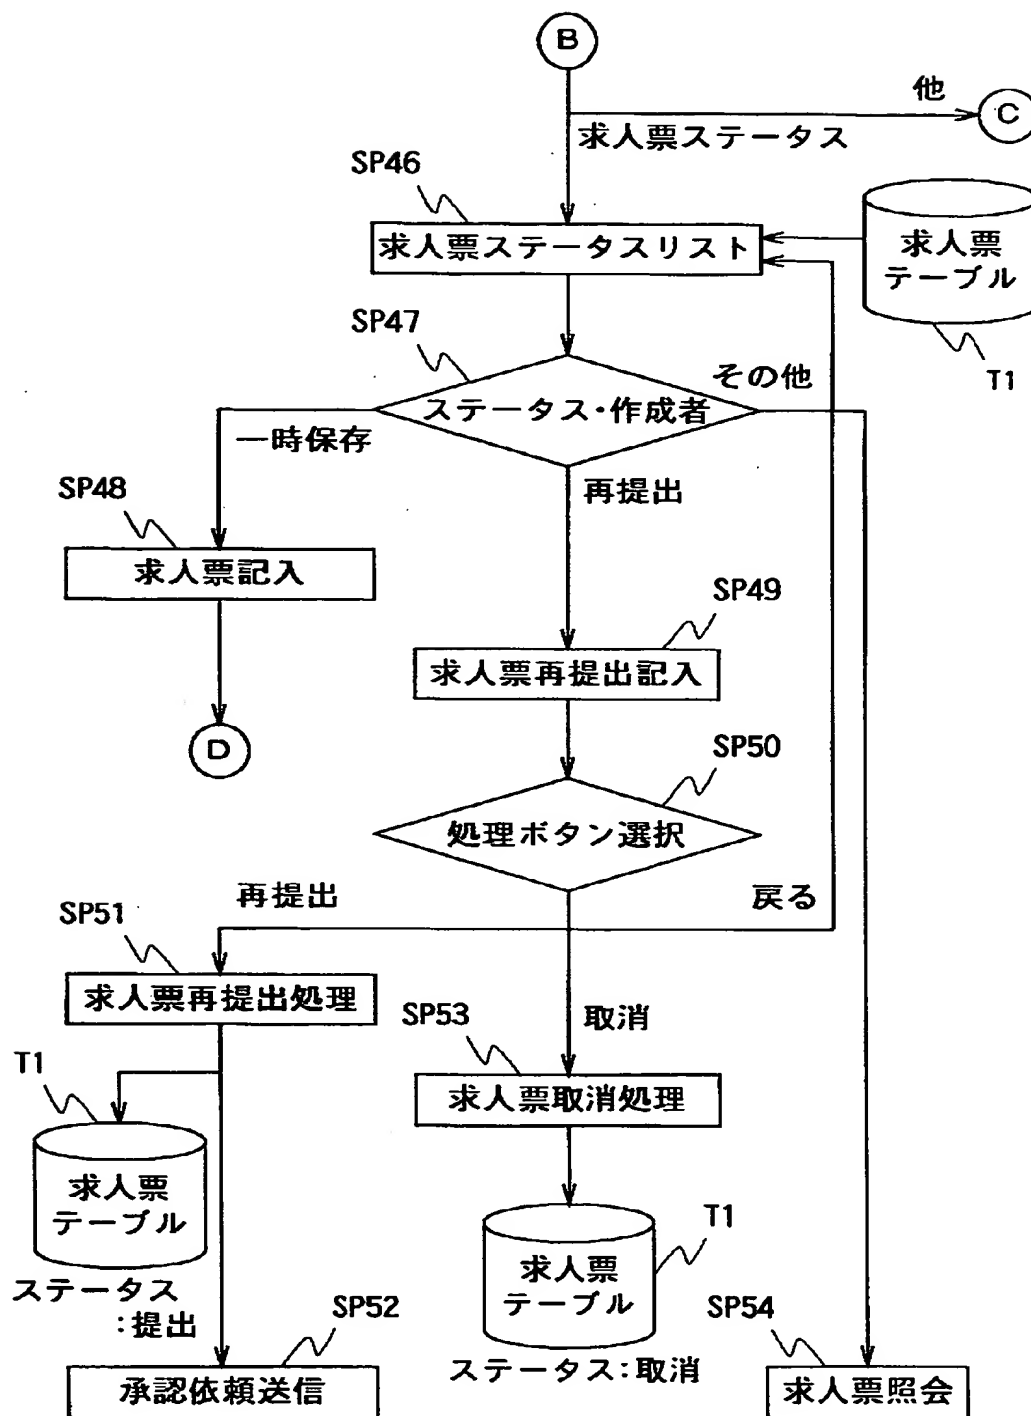 B
他
C
求人票ステータス
SP46
求人票ステータスリスト
求人票
テーブル
T1
SP47
ステータス・作成者
その他
一時保存
再提出
SP48
求人票記入
SP49
求人票再提出記入
D
SP50
処理ボタン選択
再提出
戻る
SP51
求人票再提出処理
取消
SP53
求人票取消処理
T1
求人票
テーブル
ステータス
:提出
T1
求人票
テーブル
ステータス:取消
SP52
承認依頼送信
SP54
求人票照会